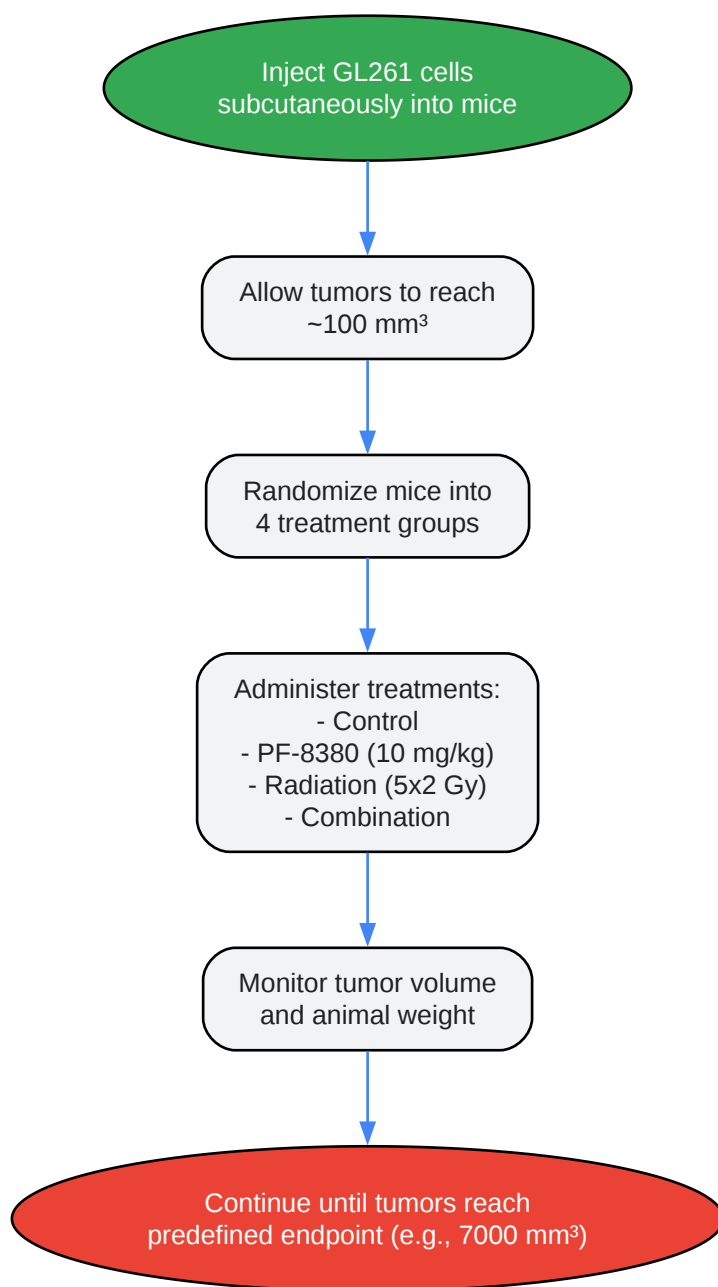 Inject GL261 cells
subcutaneously into mice
Allow tumors to reach
~100 mm³
Randomize mice into
4 treatment groups
Administer treatments:
- Control
- PF-8380 (10 mg/kg)
- Radiation (5x2 Gy)
- Combination
Monitor tumor volume
and animal weight
Continue until tumors reach
predefined endpoint (e.g., 7000 mm³)